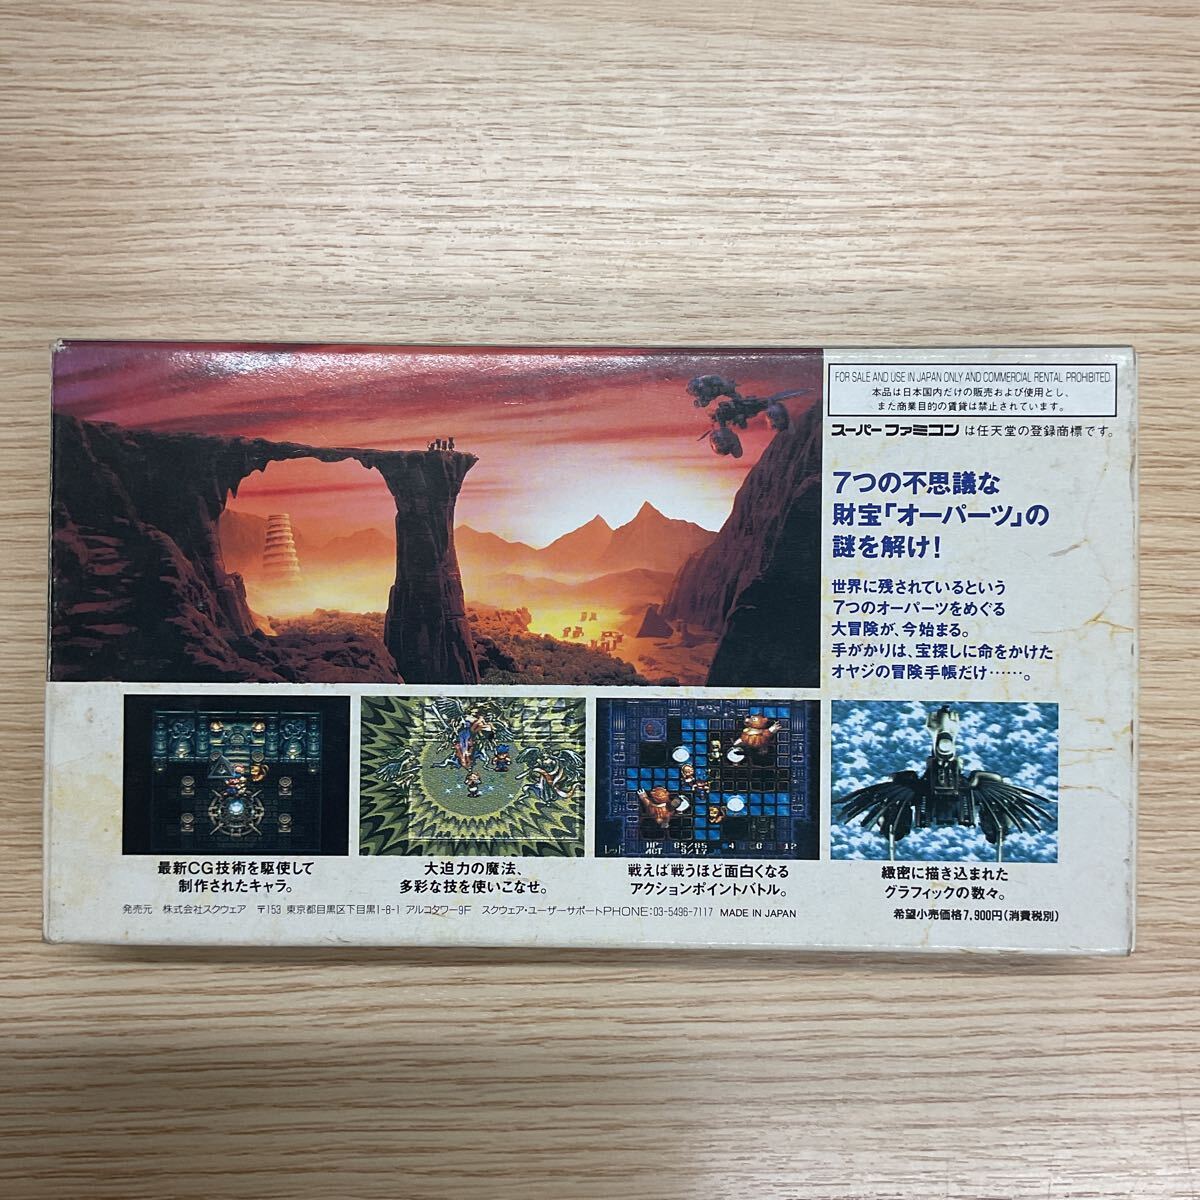 FOR SALE AND USE IN JAPAN ONLY AND COMMERCIAL RENTAL PROHIBITED.
本品は日本国内だけの販売および使用とし、
また商業目的の賃貸は禁止されています。
スーパーファミコンは任天堂の登録商標です。
7つの不思議な
財宝「オーパーツ」の
謎を解け!
世界に残されているという
7つのオーパーツをめぐる
大冒険が、今始まる。
手がかりは、宝探しに命をかけた
オヤジの冒険手帳だけ……。
レッド HP 85/85 4 0 12
ACT 9/17
最新CG技術を駆使して
制作されたキャラ。
大迫力の魔法、
多彩な技を使いこなせ。
戦えば戦うほど面白くなる
アクションポイントバトル。
緻密に描き込まれた
グラフィックの数々。
発売元 株式会社スクウェア 〒153 東京都目黒区下目黒1-8-1 アルコタワー9F スクウェア・ユーザーサポートPHONE:03-5496-7117 MADE IN JAPAN
希望小売価格7,900円(消費税別)